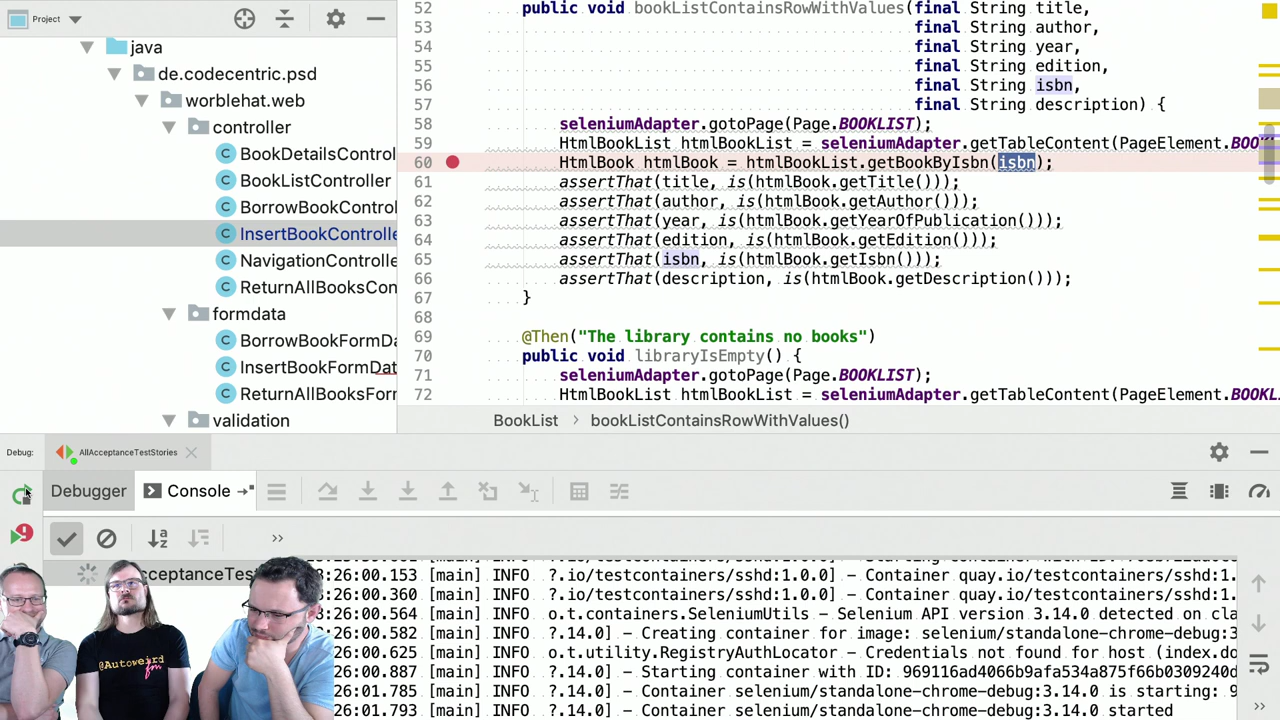 Project
java
de.codecentric.psd
worblehat.web
controller
BookDetailsControl
BookListController
BorrowBookContro
InsertBookControlle
NavigationControlle
ReturnAllBooksCon
formdata
BorrowBookFormDa
InsertBookFormDat
ReturnAllBooksForr
validation
52 public void bookListContainsRowWithValues(final String title,
53 final String author,
54 final String year,
55 final String edition,
56 final String isbn,
57 final String description) {
58 seleniumAdapter.gotoPage(Page.BOOKLIST);
59 HtmlBookList htmlBookList = seleniumAdapter.getTableContent(PageElement.BOO
60 HtmlBook htmlBook = htmlBookList.getBookByIsbn(isbn);
61 assertThat(title, is(htmlBook.getTitle()));
62 assertThat(author, is(htmlBook.getAuthor()));
63 assertThat(year, is(htmlBook.getYearOfPublication()));
64 assertThat(edition, is(htmlBook.getEdition()));
65 assertThat(isbn, is(htmlBook.getIsbn()));
66 assertThat(description, is(htmlBook.getDescription()));
67 }
68
69 @Then("The library contains no books")
70 public void libraryIsEmpty() {
71 seleniumAdapter.gotoPage(Page.BOOKLIST);
72 HtmlBookList htmlBookList = seleniumAdapter.getTableContent(PageElement.BOOKL
BookList > bookListContainsRowWithValues()
Debug: AllAcceptanceTestStories
Debugger Console
cceptanceTest
8:26:00.153 [main] INFO ?.io/testcontainers/sshd:1.0.0] - Container quay.io/testcontainers/sshd:1.
8:26:00.360 [main] INFO ?.io/testcontainers/sshd:1.0.0] - Container quay.io/testcontainers/sshd:1.
:26:00.564 [main] INFO o.t.containers.SeleniumUtils - Selenium API version 3.14.0 detected on cla
:26:00.582 [main] INFO ?.14.0] - Creating container for image: selenium/standalone-chrome-debug:3
:26:00.625 [main] INFO o.t.utility.RegistryAuthLocator - Credentials not found for host (index.do
:26:00.887 [main] INFO ?.14.0] - Starting container with ID: 969116ad4066b9afa534a875f66b0309240d
:26:01.785 [main] INFO ?.14.0] - Container selenium/standalone-chrome-debug:3.14.0 is starting: 9
:26:01.793 [main] INFO ?.14.0] - Container selenium/standalone-chrome-debug:3.14.0 started
@Autoweird
fm